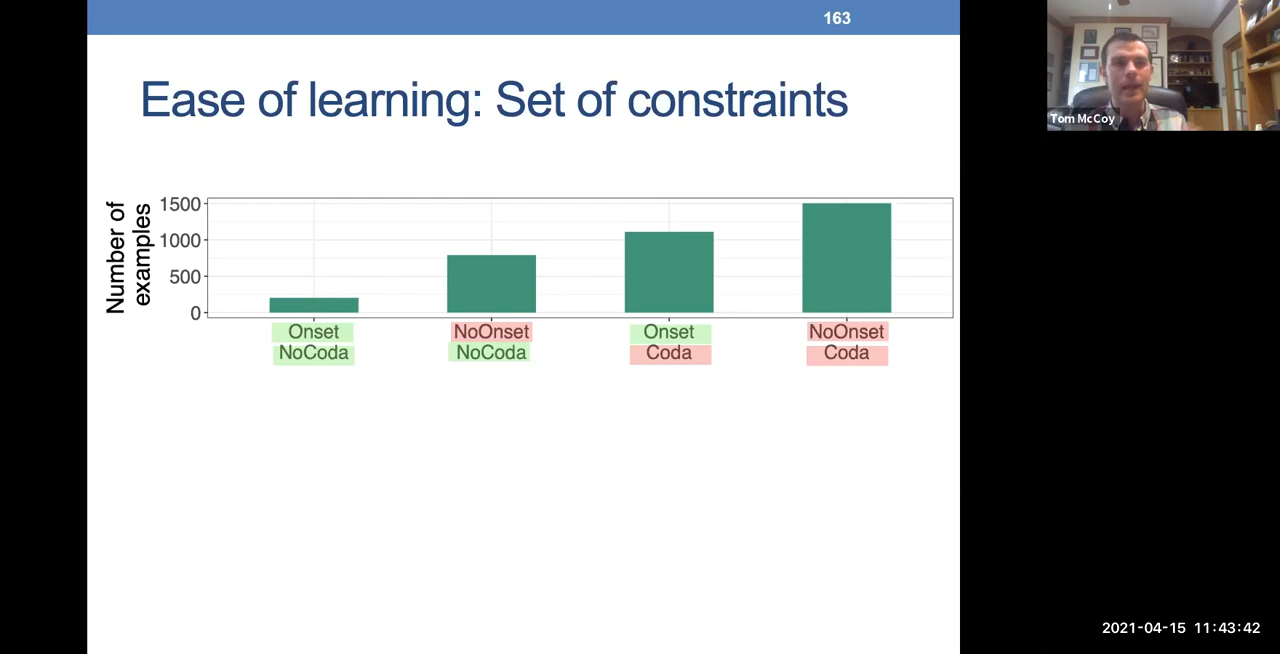 163
Ease of learning: Set of constraints
Number of
examples
1500
1000
500
0
Onset
NoCoda
NoOnset
NoCoda
Onset
Coda
NoOnset
Coda
Tom McCoy
2021-04-15 11:43:42